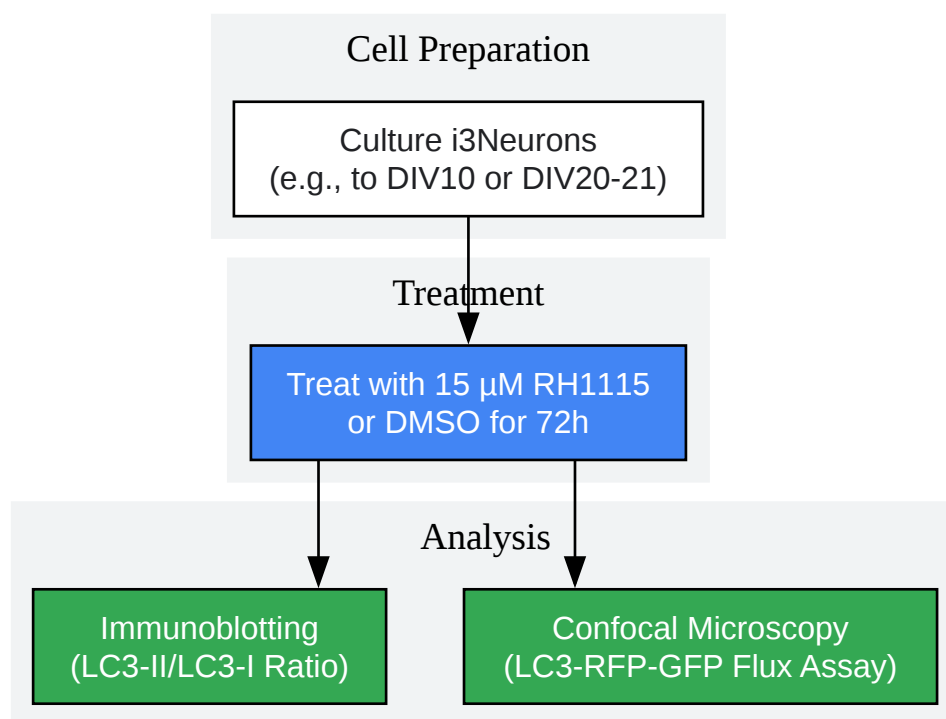 Cell Preparation
Culture i3Neurons
(e.g., to DIV10 or DIV20-21)
Treatment
Treat with 15 µM RH1115
or DMSO for 72h
Analysis
Immunoblotting
(LC3-II/LC3-I Ratio)
Confocal Microscopy
(LC3-RFP-GFP Flux Assay)